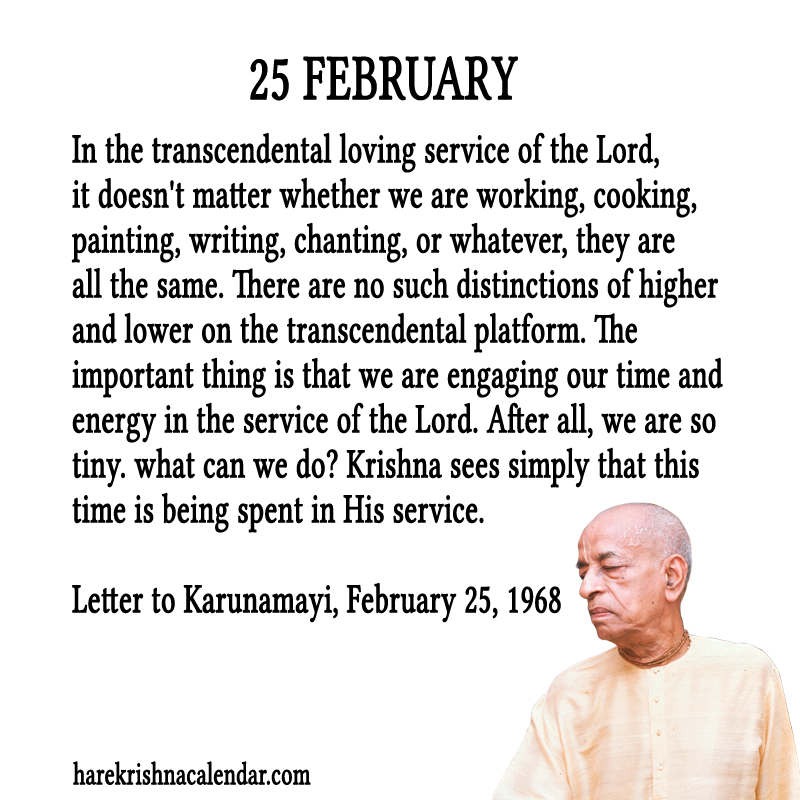 25 FEBRUARY
In the transcendental loving service of the Lord,
it doesn't matter whether we are working, cooking,
painting, writing, chanting, or whatever, they are
all the same. There are no such distinctions of higher
and lower on the transcendental platform. The
important thing is that we are engaging our time and
energy in the service of the Lord. After all, we are so
tiny. what can we do? Krishna sees simply that this
time is being spent in His service.
Letter to Karunamayi, February 25, 1968
harekrishnacalendar.com